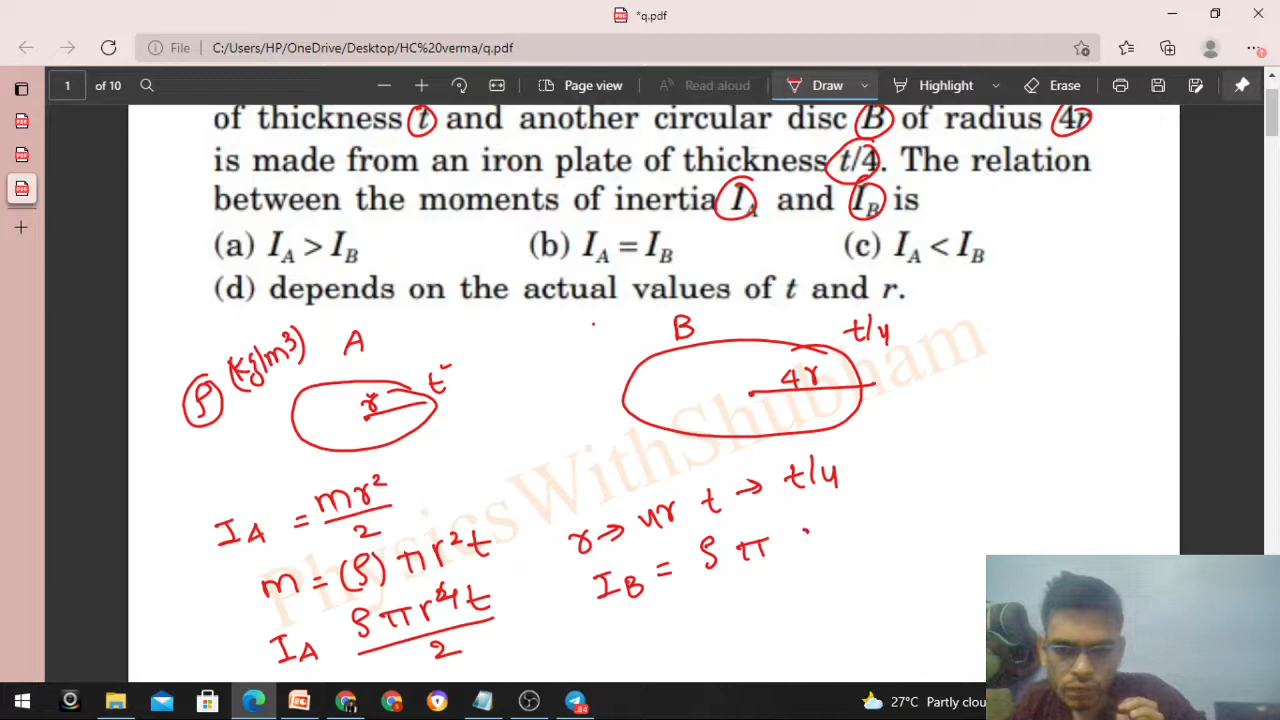 *q.pdf
File C:/Users/HP/OneDrive/Desktop/HC%20verma/q.pdf
1 of 10 Page view Read aloud Draw Highlight Erase
of thickness t and another circular disc B of radius 4r
is made from an iron plate of thickness t/4. The relation
between the moments of inertia I_A and I_B is
(a) I_A > I_B (b) I_A = I_B (c) I_A < I_B
(d) depends on the actual values of t and r.
ρ (kg/m³) A r t
B 4r t/4
I_A = mr²/2
m = (ρ) πr²t
I_A ρπr⁴t/2
r → 4r t → t/4
I_B = ρ π
PhysicsWithShubham
84
27°C Partly clou